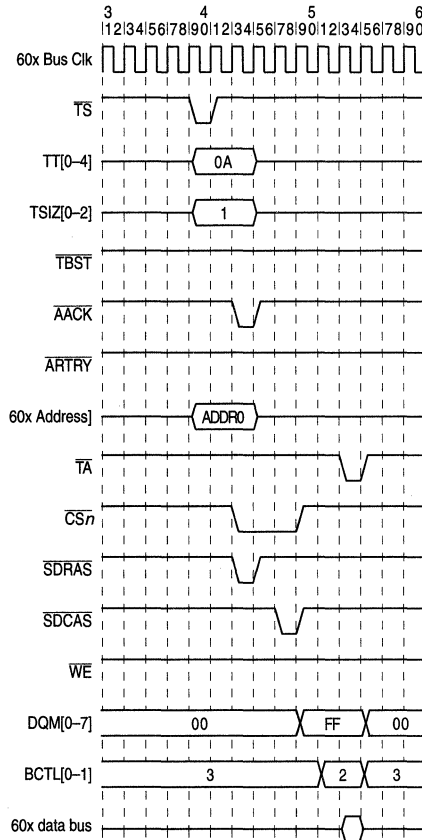 3 4 5 6
12 34 56 78 90 12 34 56 78 90 12 34 56 78 90
60x Bus Clk
TS
TT[0–4] 0A
TSIZ[0–2] 1
TBST
AACK
ARTRY
60x Address] ADDR0
TA
CSn
SDRAS
SDCAS
WE
DQM[0–7] 00 FF 00
BCTL[0–1] 3 2 3
60x data bus